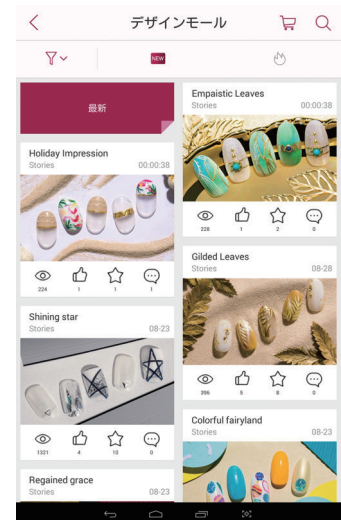 デザインモール
NEW
最新
Holiday Impression
Stories 00:00:38
224 1 1 1
Shining star
Stories 08-23
1321 4 10 0
Regained grace
Stories 08-23
Empaistic Leaves
Stories 00:00:38
228 1 2 0
Gilded Leaves
Stories 08-28
396 5 8 0
Colorful fairyland
Stories 08-23